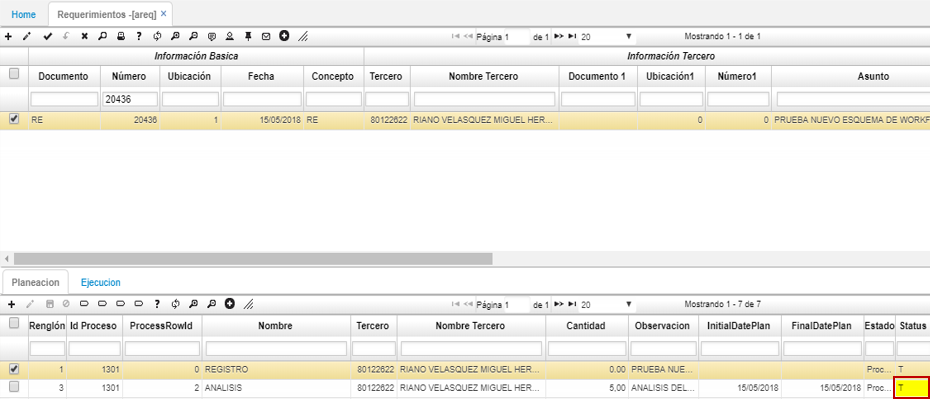 Home Requerimientos -[areq] ×
Página 1 de 1 20 Mostrando 1 - 1 de 1
Información Basica Información Tercero
Documento Número Ubicación Fecha Concepto Tercero Nombre Tercero Documento 1 Ubicación1 Número1 Asunto
20436
RE 20436 1 15/05/2018 RE 80122622 RIANO VELASQUEZ MIGUEL HER... 0 0 PRUEBA NUEVO ESQUEMA DE WORKF
Planeacion Ejecucion
Página 1 de 1 20 Mostrando 1 - 7 de 7
Renglón Id Proceso ProcessRowId Nombre Tercero Nombre Tercero Cantidad Observacion InitialDatePlan FinalDatePlan Estado Status
1 1301 0 REGISTRO 80122622 RIANO VELASQUEZ MIGUEL HER... 0.00 PRUEBA NUE... Proc... T
3 1301 2 ANALISIS 80122622 RIANO VELASQUEZ MIGUEL HER... 5,00 ANALISIS DEL... 15/05/2018 15/05/2018 Proc... T